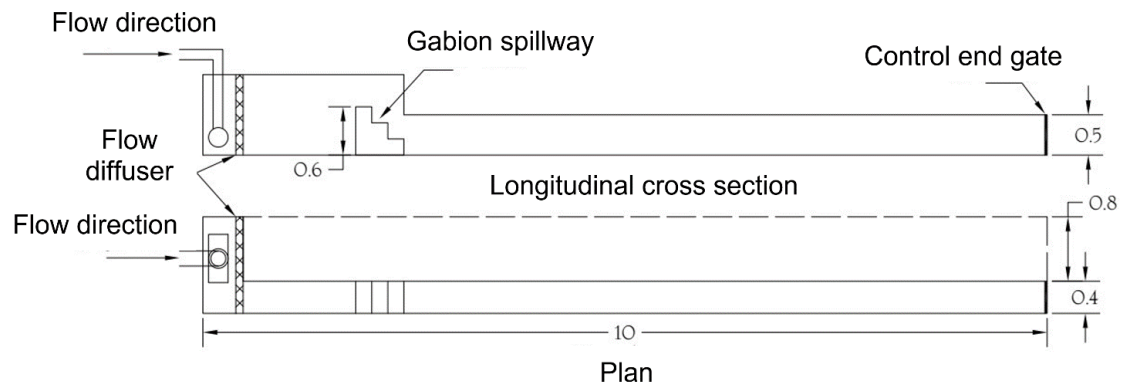 Flow direction
Gabion spillway
Control end gate
Flow
diffuser
0.6
0.5
Longitudinal cross section
0.8
Flow direction
0.4
10
Plan